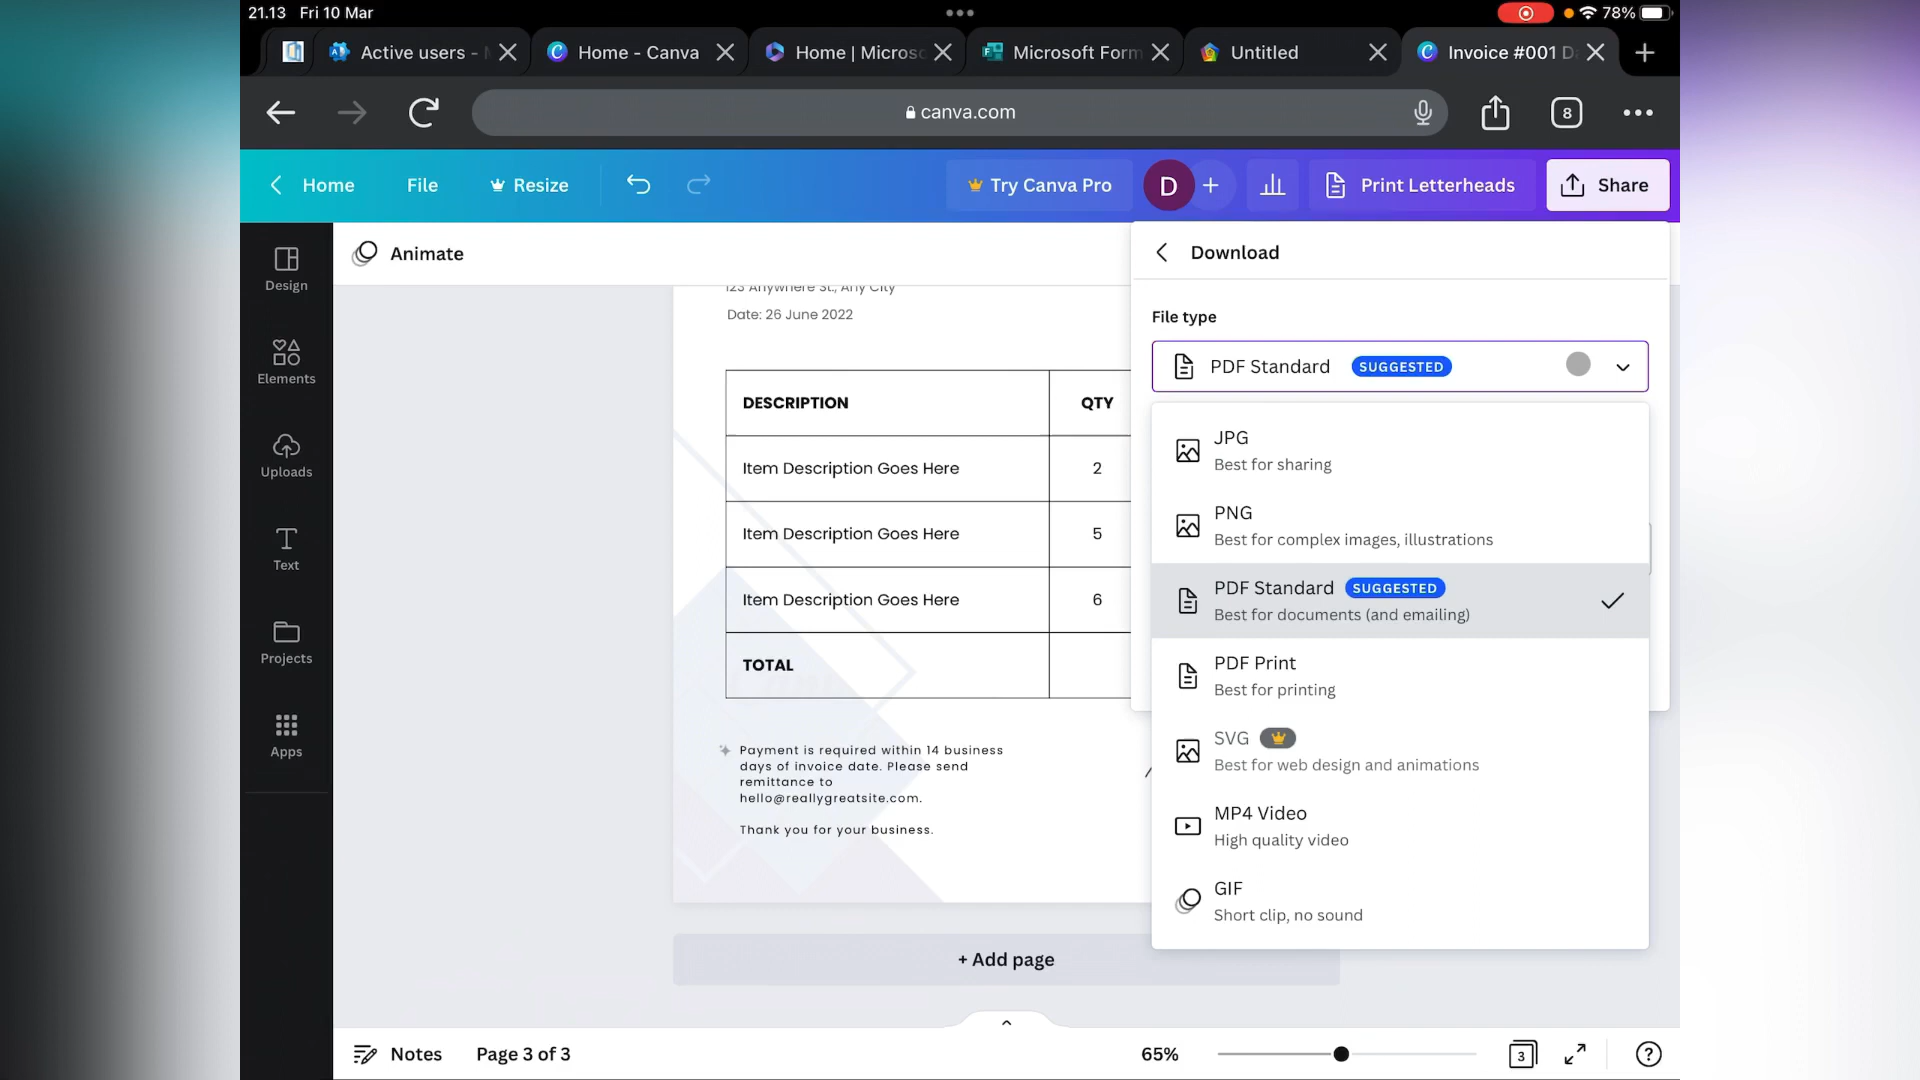 21.13 Fri 10 Mar
78%
Active users -
Home - Canva
Home | Microso
Microsoft Form
Untitled
Invoice #001 D
canva.com
8
Home
File
Resize
Try Canva Pro
D
+
Print Letterheads
Share
Design
Elements
Uploads
Text
Projects
Apps
Animate
123 Anywhere St., Any City
Date: 26 June 2022
DESCRIPTION QTY
Item Description Goes Here 2
Item Description Goes Here 5
Item Description Goes Here 6
TOTAL
Payment is required within 14 business
days of invoice date. Please send
remittance to
hello@reallygreatsite.com.
Thank you for your business.
+ Add page
Download
File type
PDF Standard SUGGESTED
JPG
Best for sharing
PNG
Best for complex images, illustrations
PDF Standard SUGGESTED
Best for documents (and emailing)
PDF Print
Best for printing
SVG
Best for web design and animations
MP4 Video
High quality video
GIF
Short clip, no sound
Notes
Page 3 of 3
65%
3
?